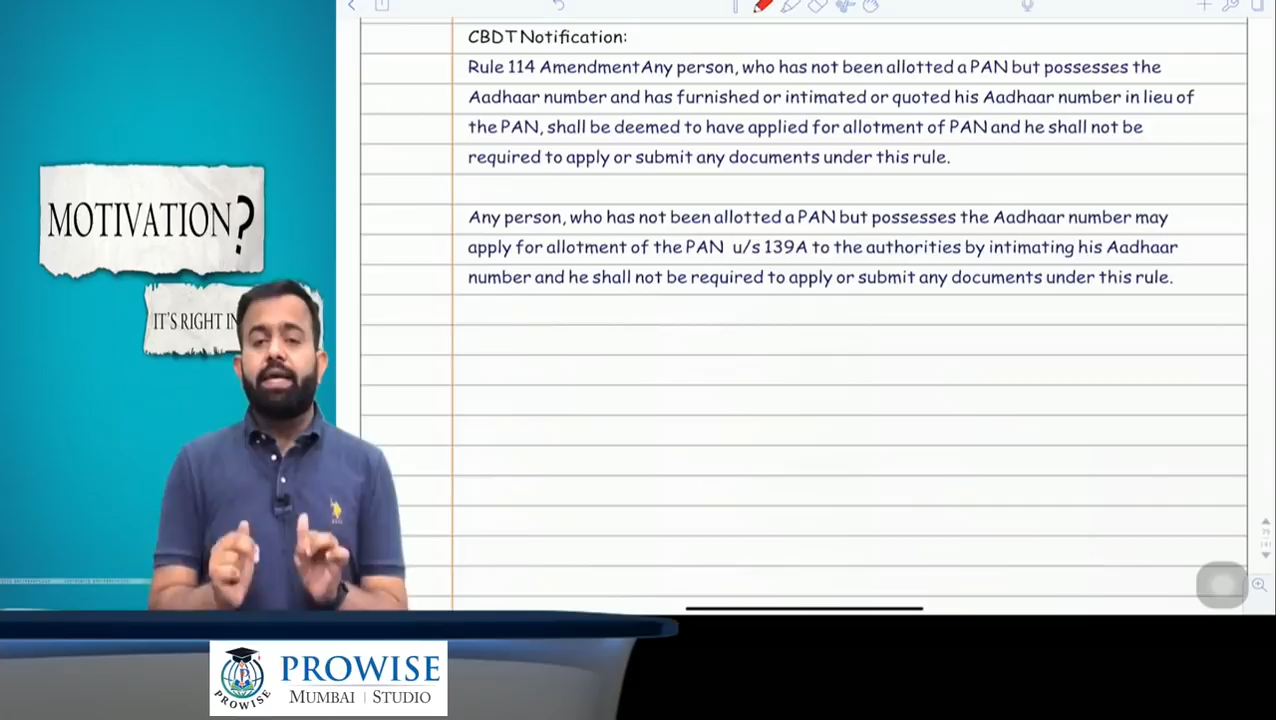 CBDT Notification:
Rule 114 AmendmentAny person, who has not been allotted a PAN but possesses the
Aadhaar number and has furnished or intimated or quoted his Aadhaar number in lieu of
the PAN, shall be deemed to have applied for allotment of PAN and he shall not be
required to apply or submit any documents under this rule.
Any person, who has not been allotted a PAN but possesses the Aadhaar number may
apply for allotment of the PAN u/s 139A to the authorities by intimating his Aadhaar
number and he shall not be required to apply or submit any documents under this rule.
MOTIVATION?
IT'S RIGHT IN
PROWISE
PROWISE
MUMBAI | STUDIO